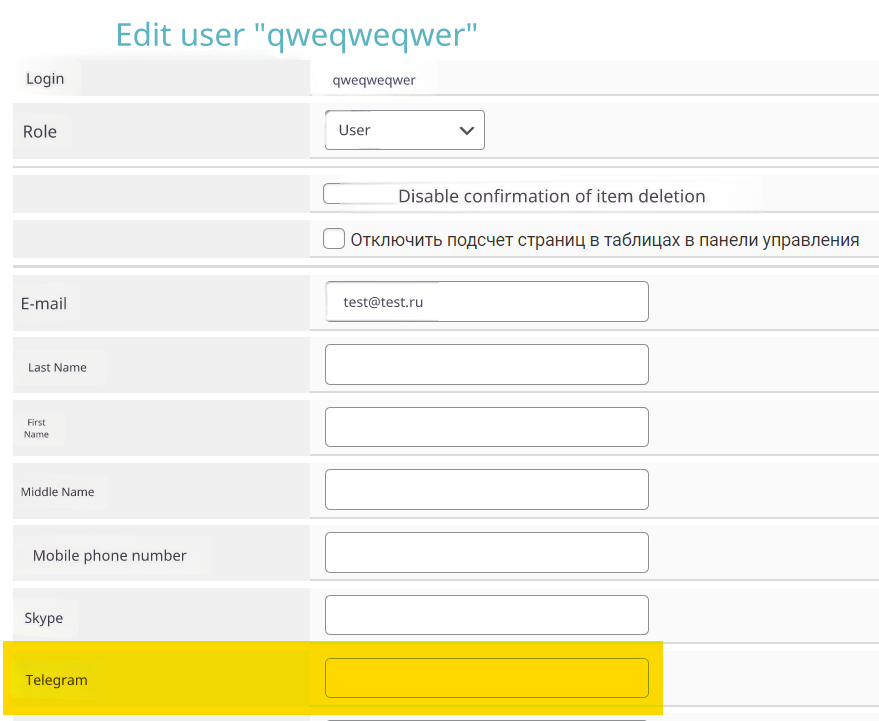 Edit user "qweqweqwer"
Login
qweqweqwer
Role
User
Disable confirmation of item deletion
Отключить подсчет страниц в таблицах в панели управления
E-mail
test@test.ru
Last Name
First
Name
Middle Name
Mobile phone number
Skype
Telegram